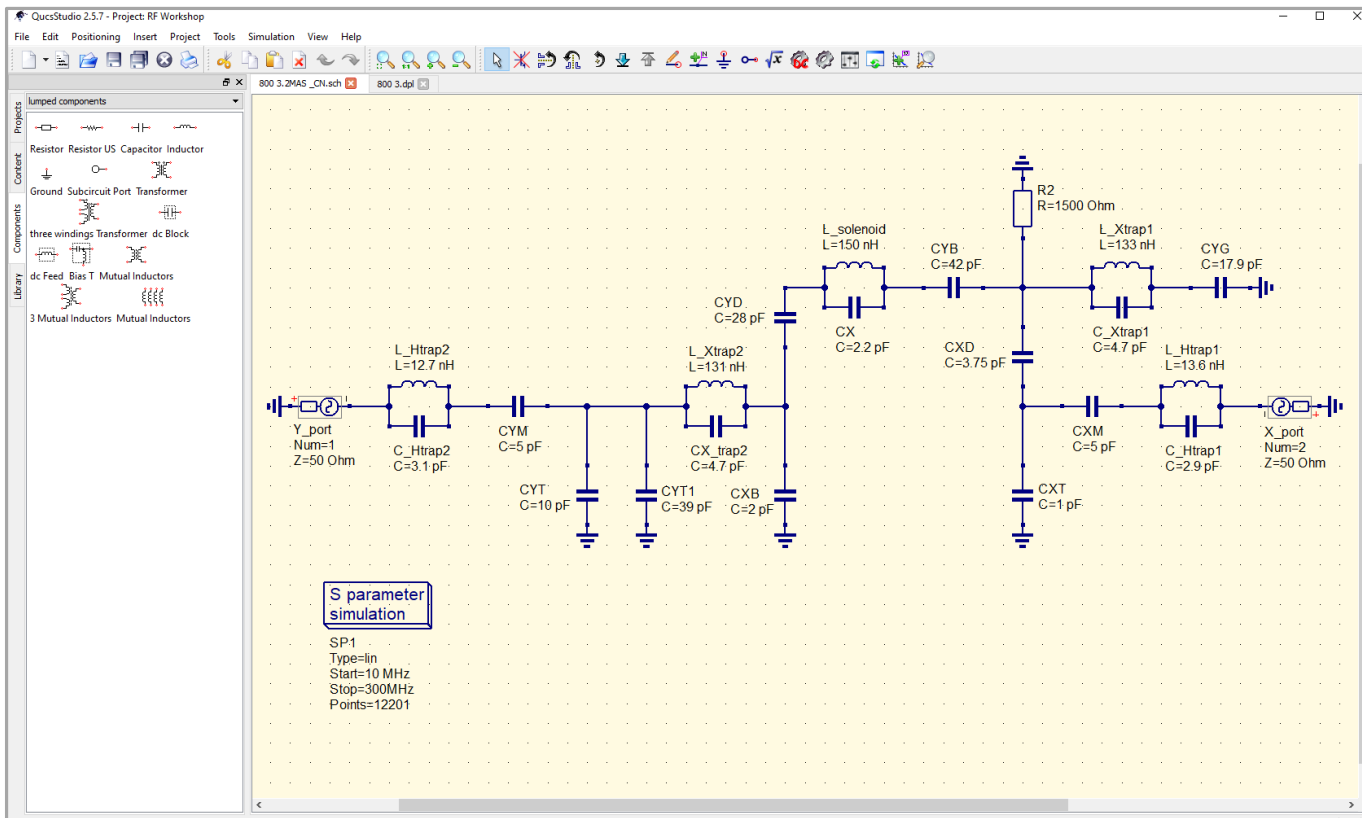 QucsStudio 2.5.7 - Project: RF Workshop
File Edit Positioning Insert Project Tools Simulation View Help
800 3.2MAS _CN.sch
800 3.dpl
lumped components
Projects
Content
Components
Library
Resistor Resistor US Capacitor Inductor
Ground Subcircuit Port Transformer
three windings Transformer dc Block
dc Feed Bias T Mutual Inductors
3 Mutual Inductors Mutual Inductors
R2
R=1500 Ohm
L_solenoid
L=150 nH
CYB
C=42 pF
L_Xtrap1
L=133 nH
CYG
C=17.9 pF
CYD
C=28 pF
CX
C=2.2 pF
CXD
C=3.75 pF
C_Xtrap1
C=4.7 pF
L_Htrap2
L=12.7 nH
L_Xtrap2
L=131 nH
L_Htrap1
L=13.6 nH
Y_port
Num=1
Z=50 Ohm
C_Htrap2
C=3.1 pF
CYM
C=5 pF
CX_trap2
C=4.7 pF
CXM
C=5 pF
C_Htrap1
C=2.9 pF
X_port
Num=2
Z=50 Ohm
CYT
C=10 pF
CYT1
C=39 pF
CXB
C=2 pF
CXT
C=1 pF
S parameter
simulation
SP1
Type=lin
Start=10 MHz
Stop=300MHz
Points=12201